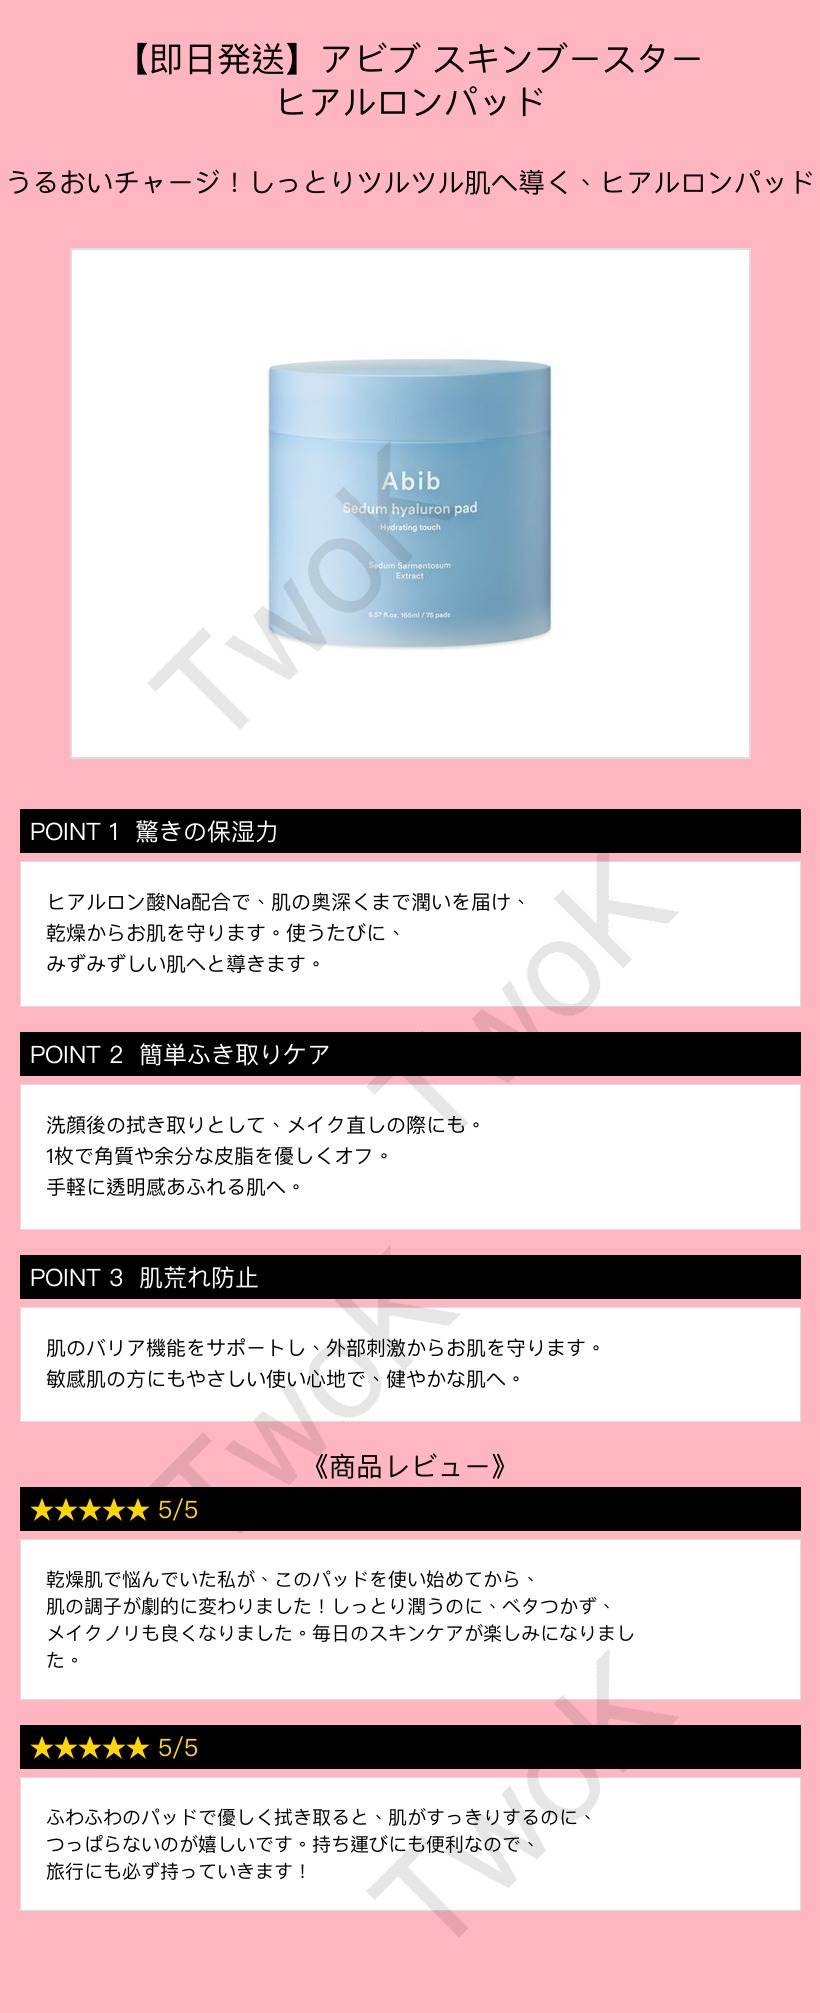 【即日発送】アビブ スキンブースター
ヒアルロンパッド
うるおいチャージ！しっとりツルツル肌へ導く、ヒアルロンパッド
Abib
Sedum hyaluron pad
Hydrating touch
Sedum Sarmentosum
Extract
5.57 fl.oz. 165ml / 75 pads
TwoK
POINT 1 驚きの保湿力
ヒアルロン酸Na配合で、肌の奥深くまで潤いを届け、
乾燥からお肌を守ります。使うたびに、
みずみずしい肌へと導きます。
TwoK
POINT 2 簡単ふき取りケア
洗顔後の拭き取りとして、メイク直しの際にも。
1枚で角質や余分な皮脂を優しくオフ。
手軽に透明感あふれる肌へ。
POINT 3 肌荒れ防止
肌のバリア機能をサポートし、外部刺激からお肌を守ります。
敏感肌の方にもやさしい使い心地で、健やかな肌へ。
TwoK
《商品レビュー》
★★★★★ 5/5
乾燥肌で悩んでいた私が、このパッドを使い始めてから、
肌の調子が劇的に変わりました！しっとり潤うのに、ベタつかず、
メイクノリも良くなりました。毎日のスキンケアが楽しみになりまし
た。
★★★★★ 5/5
ふわふわのパッドで優しく拭き取ると、肌がすっきりするのに、
つっぱらないのが嬉しいです。持ち運びにも便利なので、
旅行にも必ず持っていきます！
TwoK